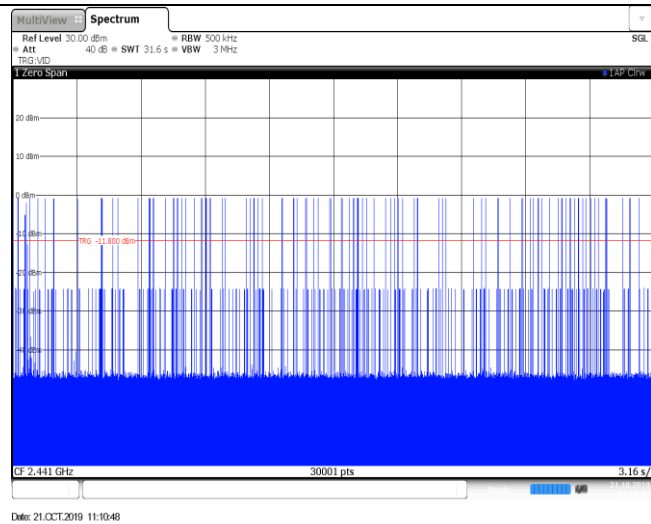 MultiView Spectrum
Ref Level 30.00 dBm RBW 500 kHz SGL
Att 40 dB SWT 31.6 s VBW 3 MHz
TRG:VID
1 Zero Span 1AP Clrw
20 dBm
10 dBm
0 dBm
-10 dBm
TRG -11.800 dBm
-20 dBm
-30 dBm
-40 dBm
CF 2.441 GHz 30001 pts 3.16 s/
21.10.2019
Date: 21.OCT.2019 11:10:48